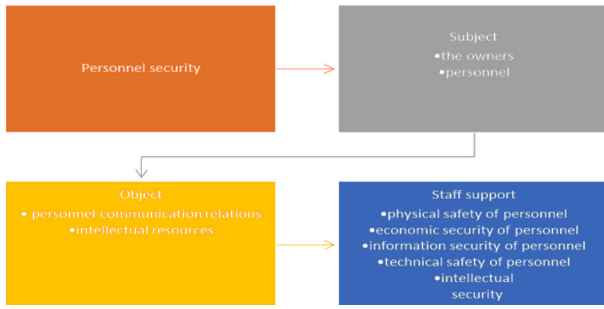 Personnel security
Subject
•the owners
•personnel
Object
• personnel communication relations
•intellectual resources
Staff support
•physical safety of personnel
•economic security of personnel
•information security of personnel
•technical safety of personnel
•intellectual
security